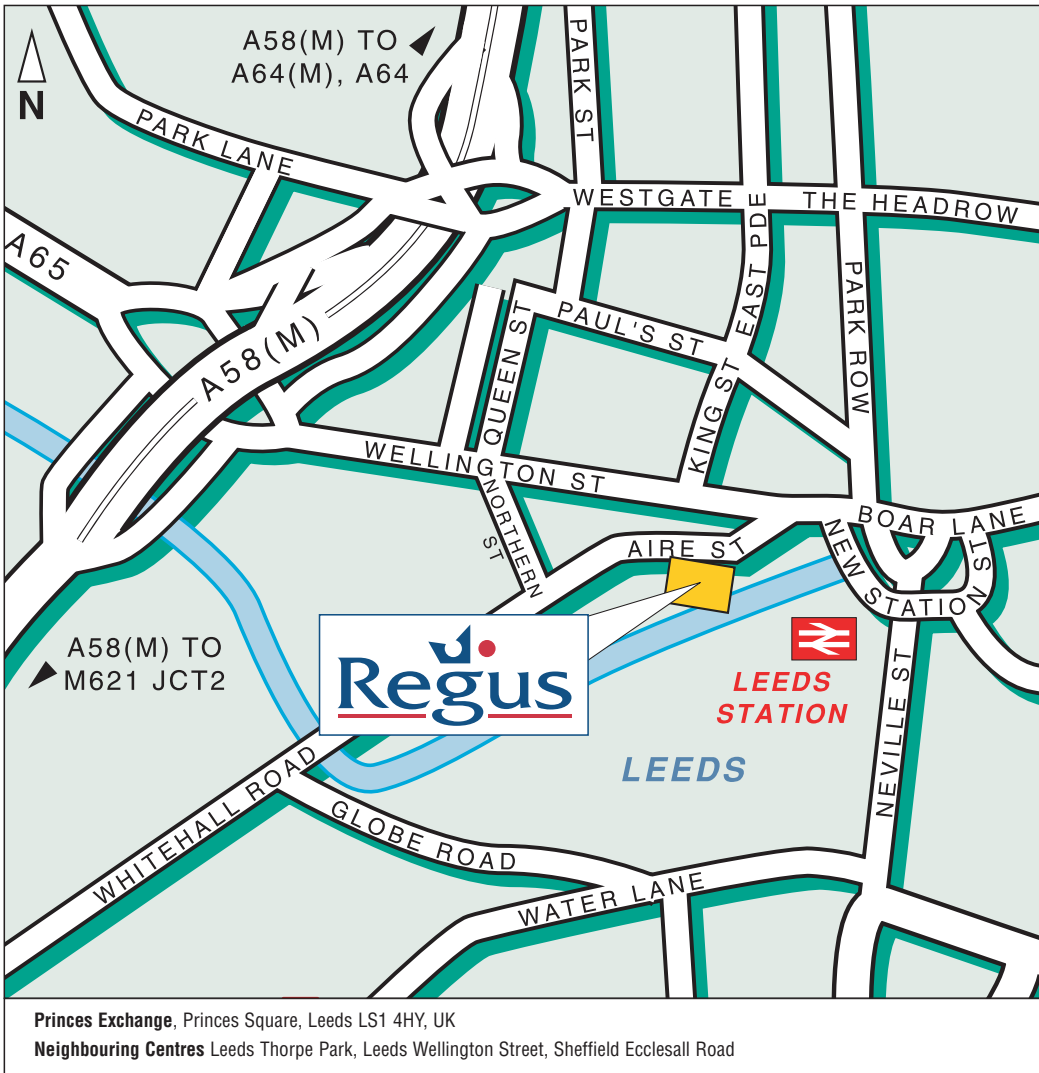 A58(M) TO
A64(M), A64
N
PARK ST
PARK LANE
WESTGATE
THE HEADROW
A65
EAST PDE
PARK ROW
PAUL'S ST
A58(M)
QUEEN ST
KING ST
WELLINGTON ST
NORTHERN
ST
BOAR LANE
AIRE ST
NEW STATION ST
A58(M) TO
M621 JCT2
Regus
LEEDS
STATION
LEEDS
NEVILLE ST
WHITEHALL ROAD
GLOBE ROAD
WATER LANE
Princes Exchange, Princes Square, Leeds LS1 4HY, UK
Neighbouring Centres Leeds Thorpe Park, Leeds Wellington Street, Sheffield Ecclesall Road